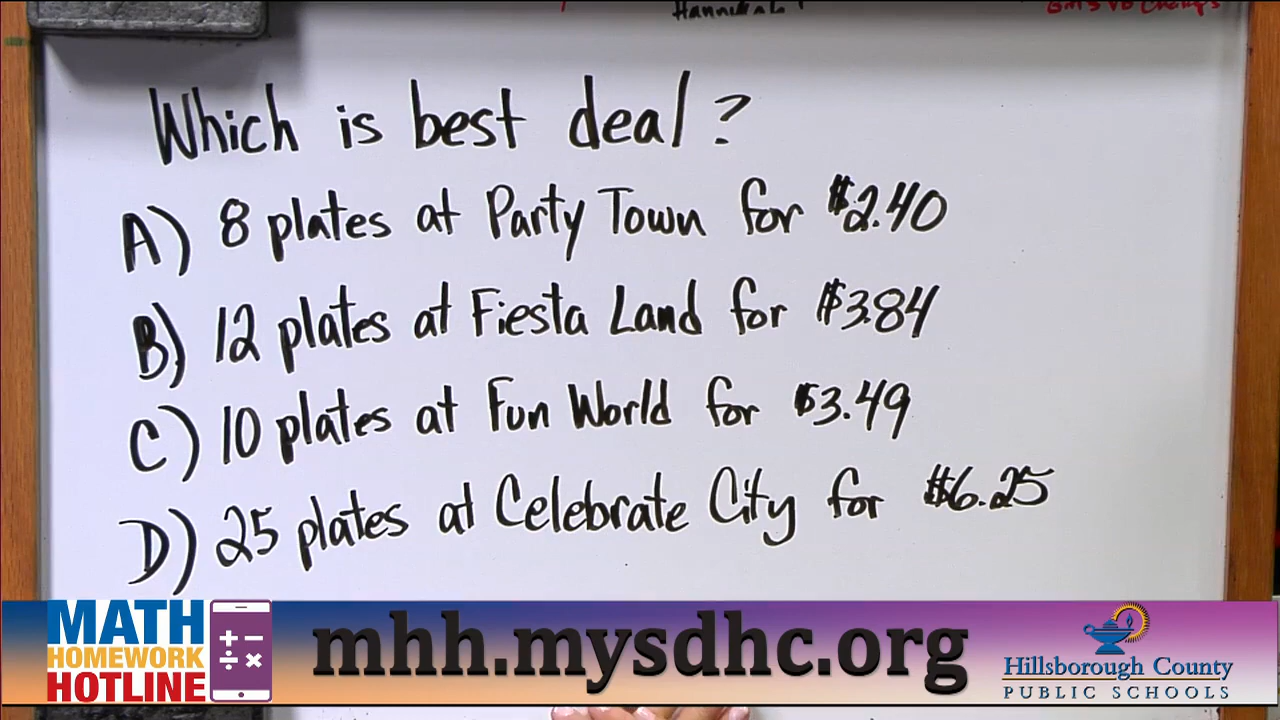 Which is best deal?
A) 8 plates at Party Town for $2.40
B) 12 plates at Fiesta Land for $3.84
C) 10 plates at Fun World for $3.49
D) 25 plates at Celebrate City for $6.25
MATH
HOMEWORK
HOTLINE
mhh.mysdhc.org
Hillsborough County
PUBLIC SCHOOLS